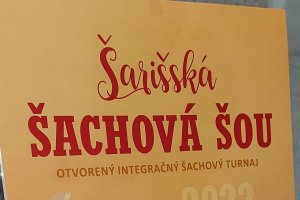 Šarišská
ŠACHOVÁ ŠOU
OTVORENÝ INTEGRAČNÝ ŠACHOVÝ TURNAJ